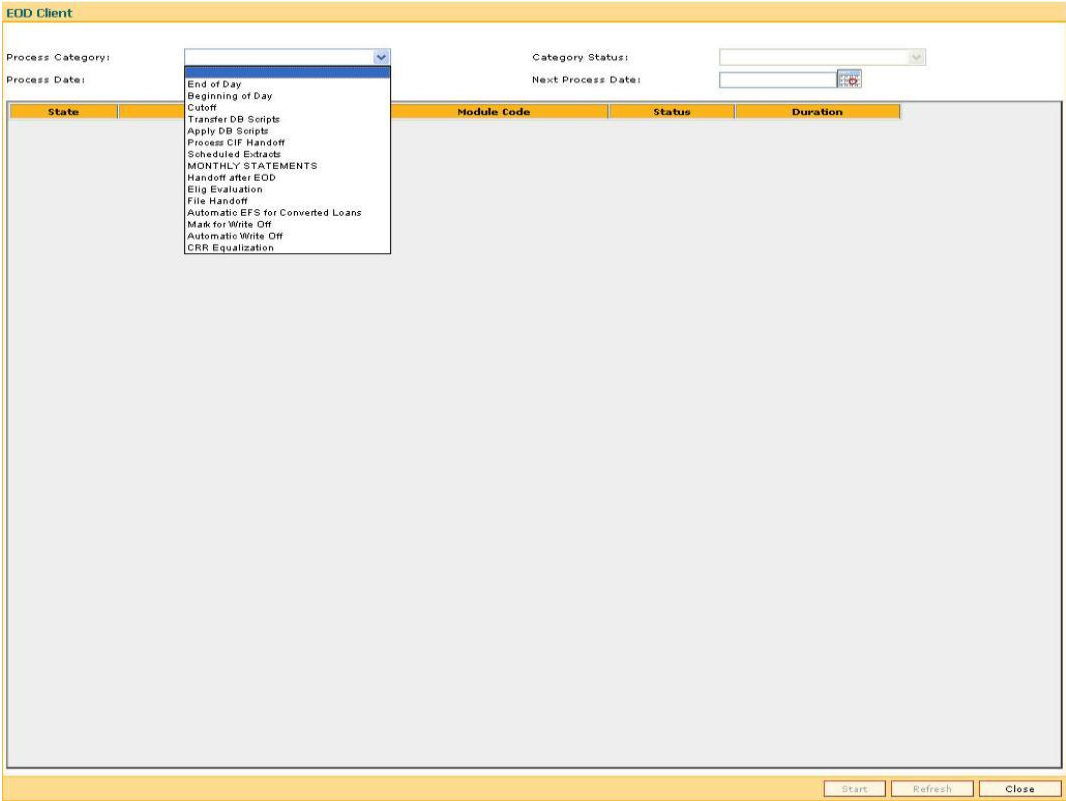 EOD Client
Process Category: Category Status:
Process Date: Next Process Date:
End of Day
Beginning of Day
Cutoff
Transfer DB Scripts
Apply DB Scripts
Process CIF Handoff
Scheduled Extracts
MONTHLY STATEMENTS
Handoff after EOD
Elig Evaluation
File Handoff
Automatic EFS for Converted Loans
Mark for Write Off
Automatic Write Off
CRR Equalization
State Module Code Status Duration
Start Refresh Close